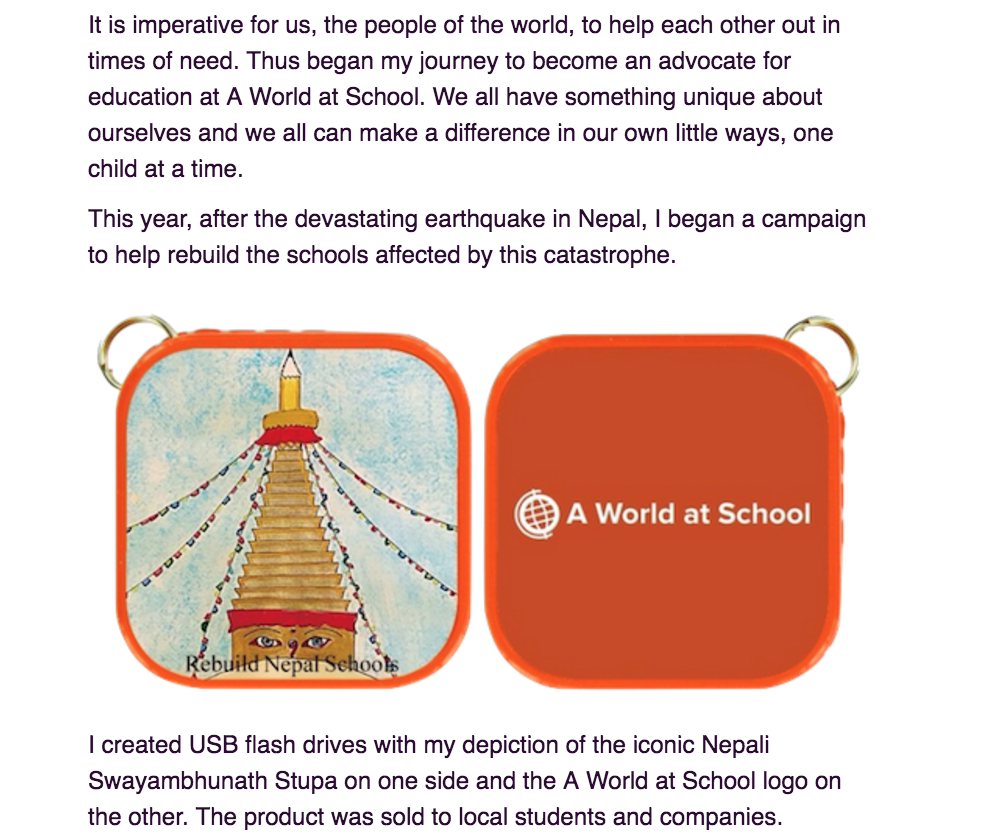 It is imperative for us, the people of the world, to help each other out in
times of need. Thus began my journey to become an advocate for
education at A World at School. We all have something unique about
ourselves and we all can make a difference in our own little ways, one
child at a time.
This year, after the devastating earthquake in Nepal, I began a campaign
to help rebuild the schools affected by this catastrophe.
Rebuild Nepal Schools
A World at School
I created USB flash drives with my depiction of the iconic Nepali
Swayambhunath Stupa on one side and the A World at School logo on
the other. The product was sold to local students and companies.